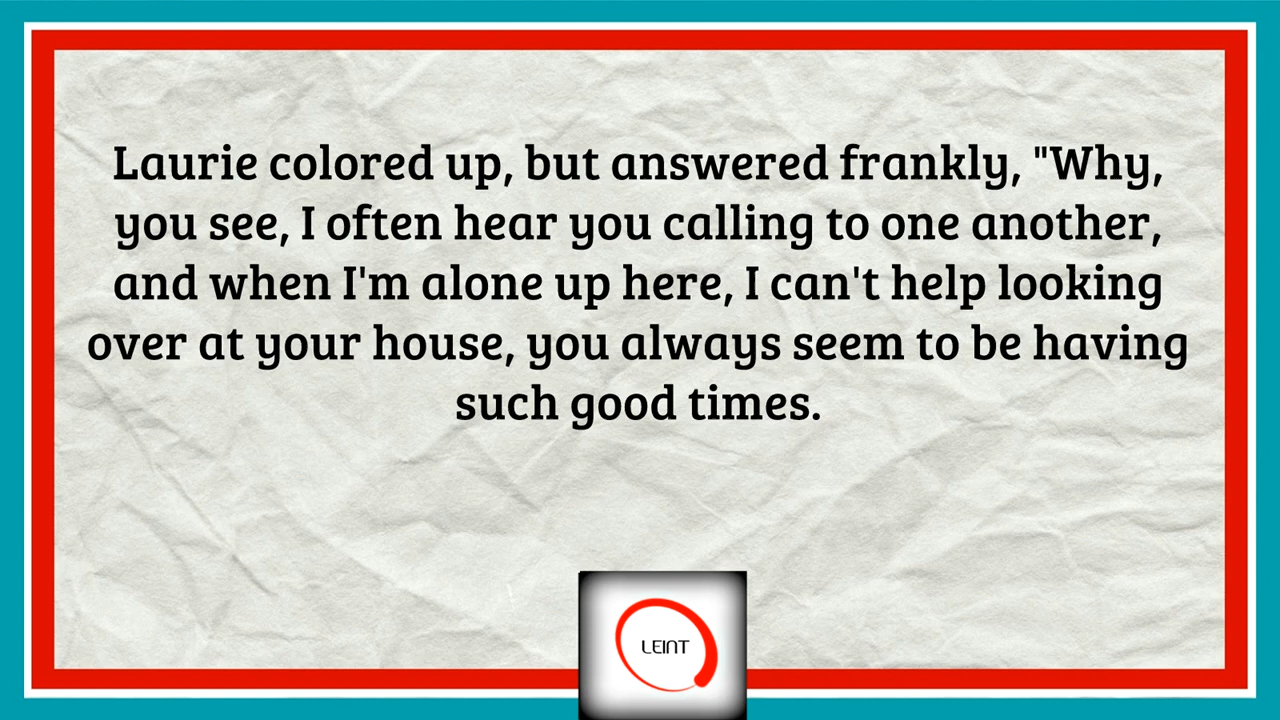 Laurie colored up, but answered frankly, "Why,
you see, I often hear you calling to one another,
and when I'm alone up here, I can't help looking
over at your house, you always seem to be having
such good times.
LEINT